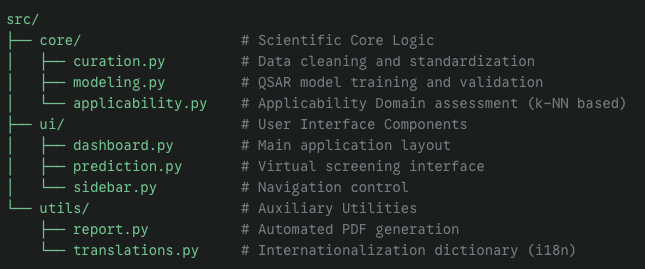 src/
├── core/ # Scientific Core Logic
│ ├── curation.py # Data cleaning and standardization
│ ├── modeling.py # QSAR model training and validation
│ └── applicability.py # Applicability Domain assessment (k-NN based)
├── ui/ # User Interface Components
│ ├── dashboard.py # Main application layout
│ ├── prediction.py # Virtual screening interface
│ └── sidebar.py # Navigation control
└── utils/ # Auxiliary Utilities
├── report.py # Automated PDF generation
└── translations.py # Internationalization dictionary (i18n)